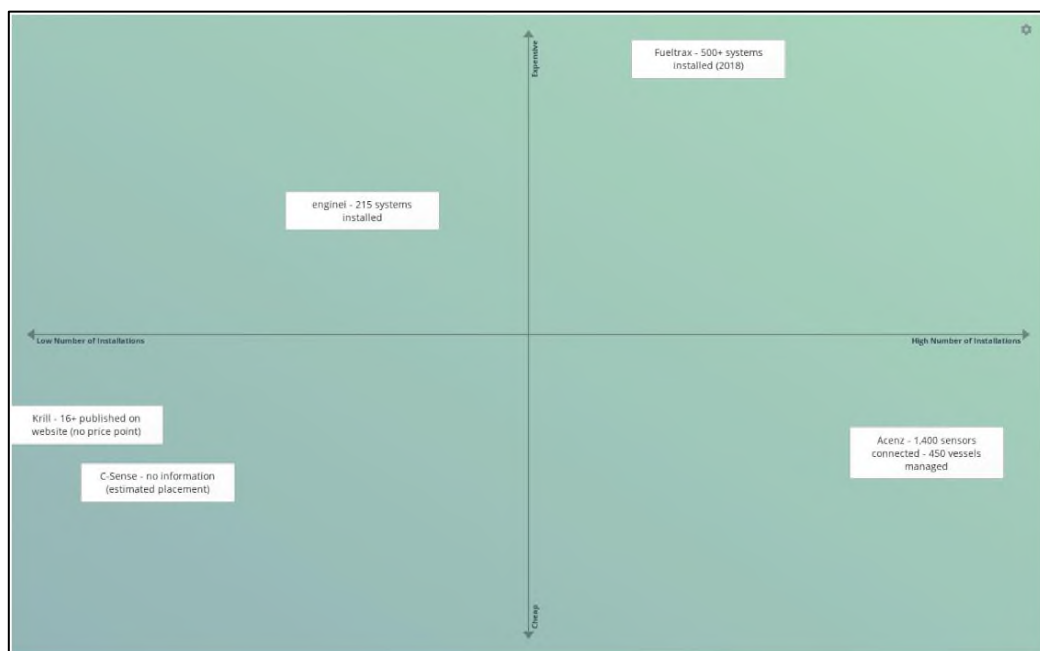 Expensive
Fueltrax - 500+ systems
installed (2018)
enginei - 215 systems
installed
Low Number of Installations
High Number of Installations
Krill - 16+ published on
website (no price point)
Acenz - 1,400 sensors
connected - 450 vessels
managed
C-Sense - no information
(estimated placement)
Cheap